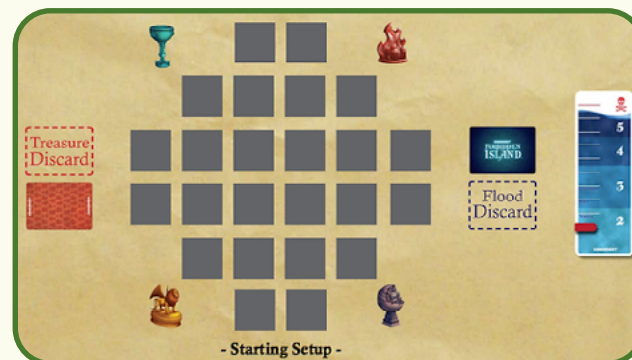 Treasure
Discard
FORBIDDEN
ISLAND
Flood
Discard
5
4
3
2
- Starting Setup -